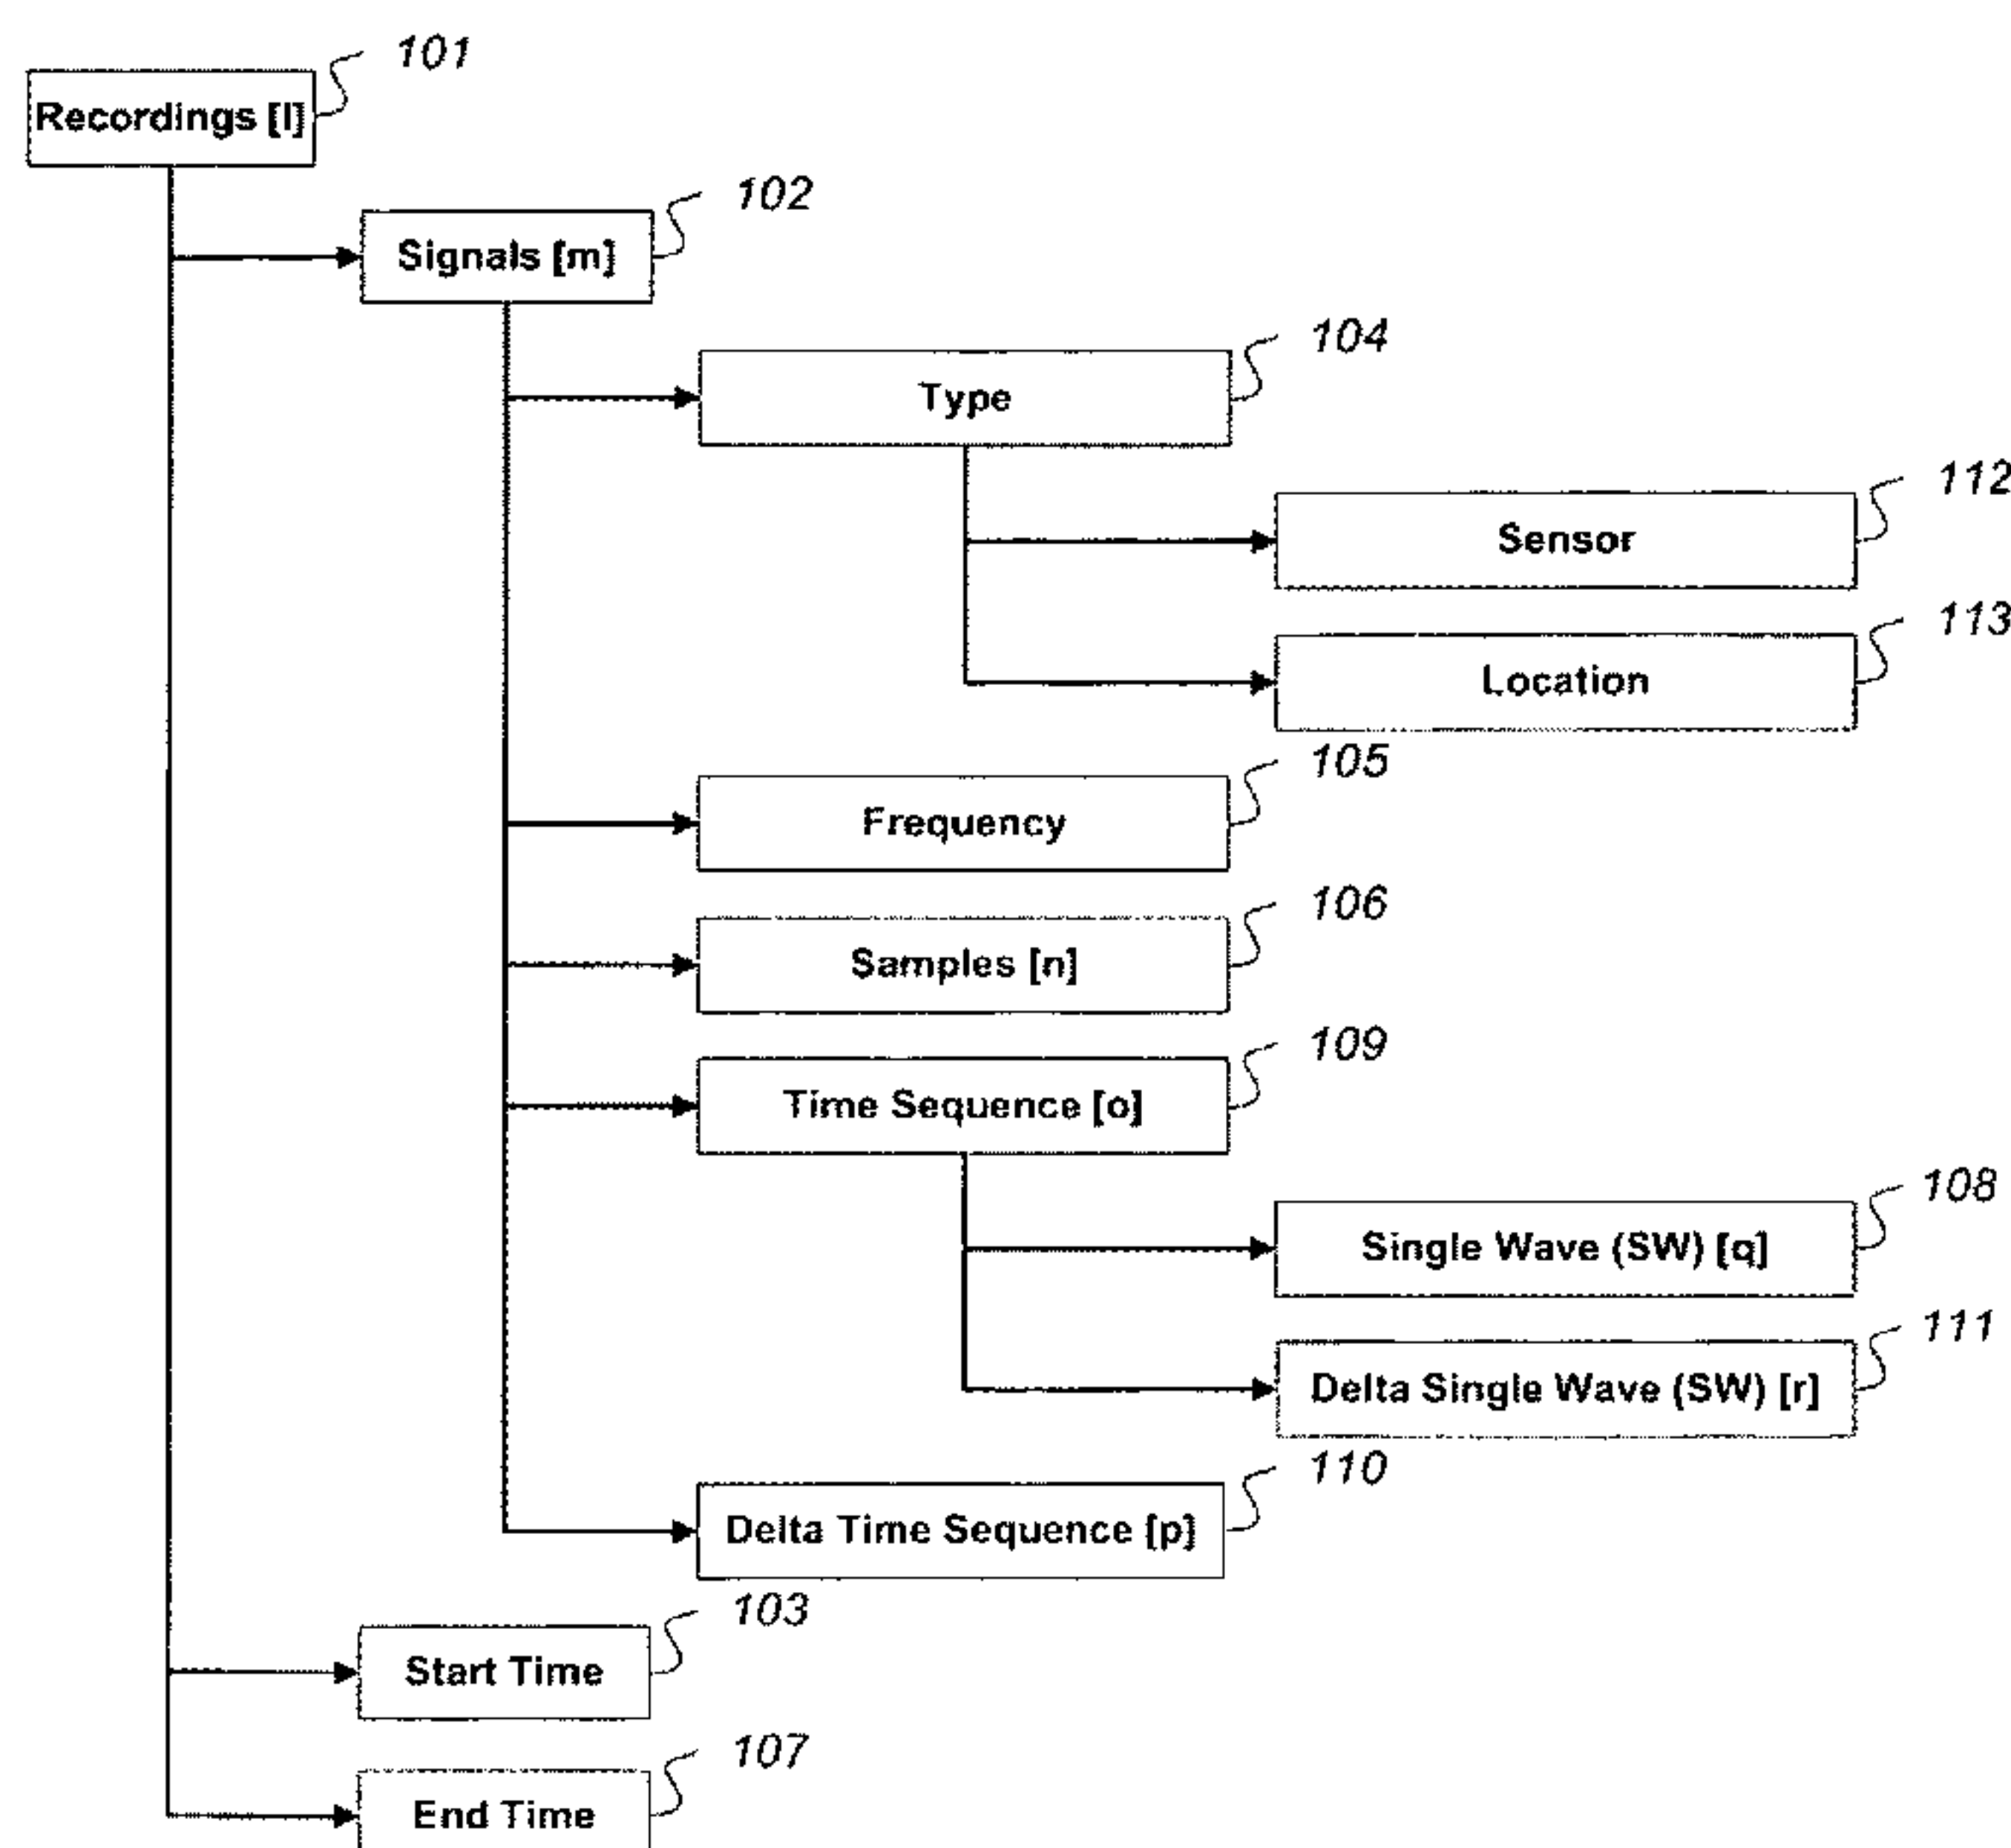 101
Recordings [l]
102
Signals [m]
104
Type
112
Sensor
113
Location
105
Frequency
106
Samples [n]
109
Time Sequence [o]
108
Single Wave (SW) [q]
111
Delta Single Wave (SW) [r]
110
Delta Time Sequence [p]
103
Start Time
107
End Time